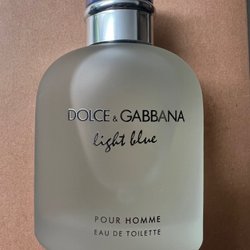 DOLCE & GABBANA
light blue
POUR HOMME
EAU DE TOILETTE